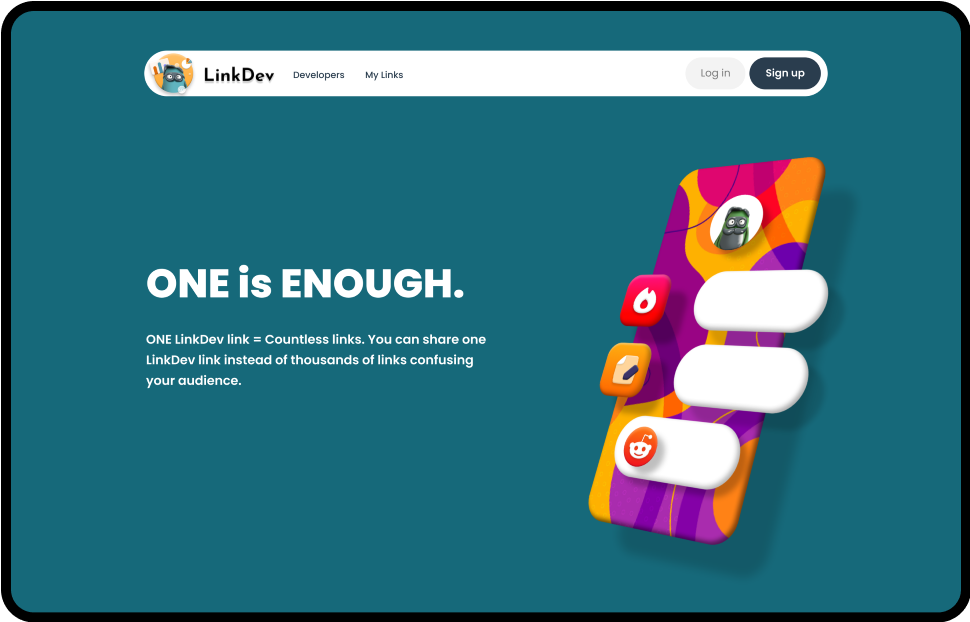 LinkDev
Developers
My Links
Log in
Sign up
ONE is ENOUGH.
ONE LinkDev link = Countless links. You can share one
LinkDev link instead of thousands of links confusing
your audience.